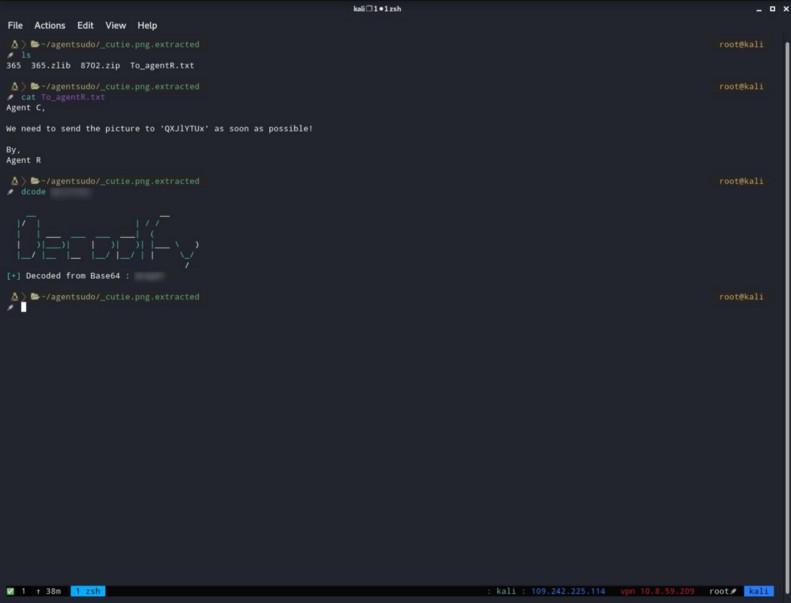 kali 1 1 zsh
File Actions Edit View Help
~/agentsudo/_cutie.png.extracted root@kali
ls
365 365.zlib 8702.zip To_agentR.txt
~/agentsudo/_cutie.png.extracted root@kali
cat To_agentR.txt
Agent C,
We need to send the picture to 'QXJlYTUx' as soon as possible!
By,
Agent R
~/agentsudo/_cutie.png.extracted root@kali
dcode
[+] Decoded from Base64 :
~/agentsudo/_cutie.png.extracted root@kali
1 ↑ 38m 1 zsh : kali : 109.242.225.114 vpn 10.8.59.209 root kali